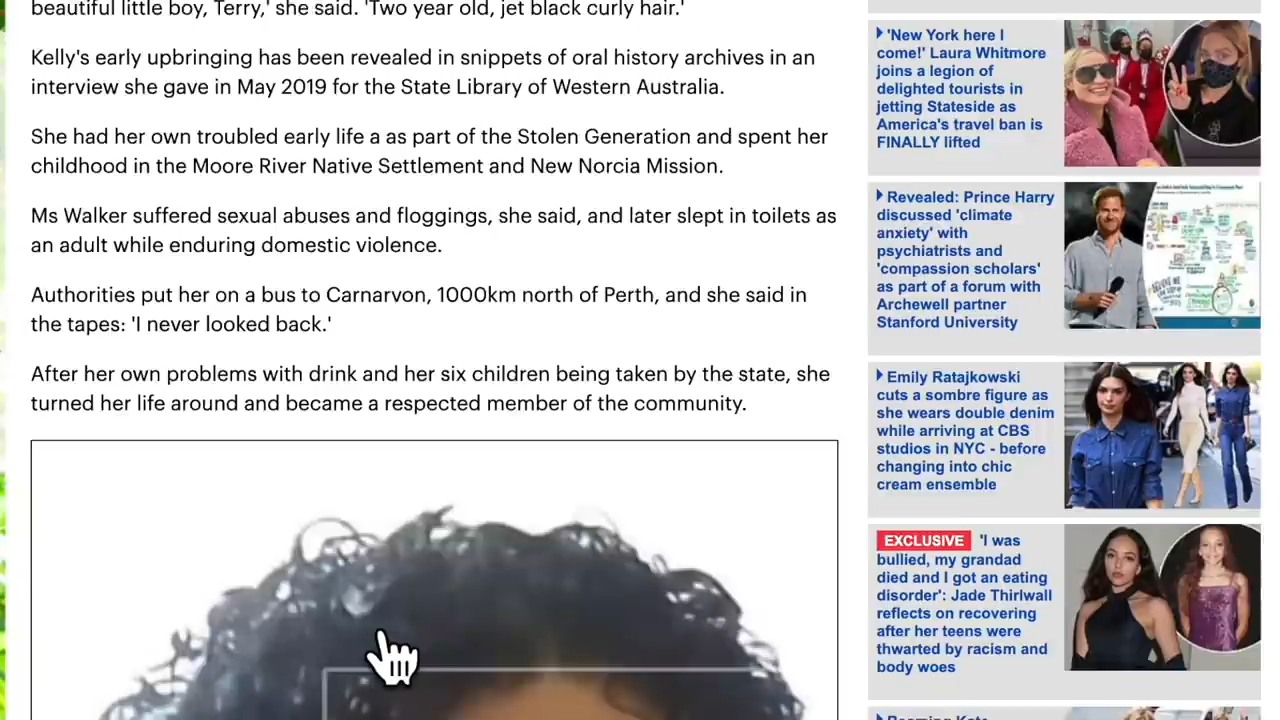 beautiful little boy, Terry,' she said. 'Two year old, jet black curly hair.'
Kelly's early upbringing has been revealed in snippets of oral history archives in an
interview she gave in May 2019 for the State Library of Western Australia.
She had her own troubled early life a as part of the Stolen Generation and spent her
childhood in the Moore River Native Settlement and New Norcia Mission.
Ms Walker suffered sexual abuses and floggings, she said, and later slept in toilets as
an adult while enduring domestic violence.
Authorities put her on a bus to Carnarvon, 1000km north of Perth, and she said in
the tapes: 'I never looked back.'
After her own problems with drink and her six children being taken by the state, she
turned her life around and became a respected member of the community.
'New York here I
come!' Laura Whitmore
joins a legion of
delighted tourists in
jetting Stateside as
America's travel ban is
FINALLY lifted
Revealed: Prince Harry
discussed 'climate
anxiety' with
psychiatrists and
'compassion scholars'
as part of a forum with
Archewell partner
Stanford University
Emily Ratajkowski
cuts a sombre figure as
she wears double denim
while arriving at CBS
studios in NYC - before
changing into chic
cream ensemble
EXCLUSIVE 'I was
bullied, my grandad
died and I got an eating
disorder': Jade Thirlwall
reflects on recovering
after her teens were
thwarted by racism and
body woes